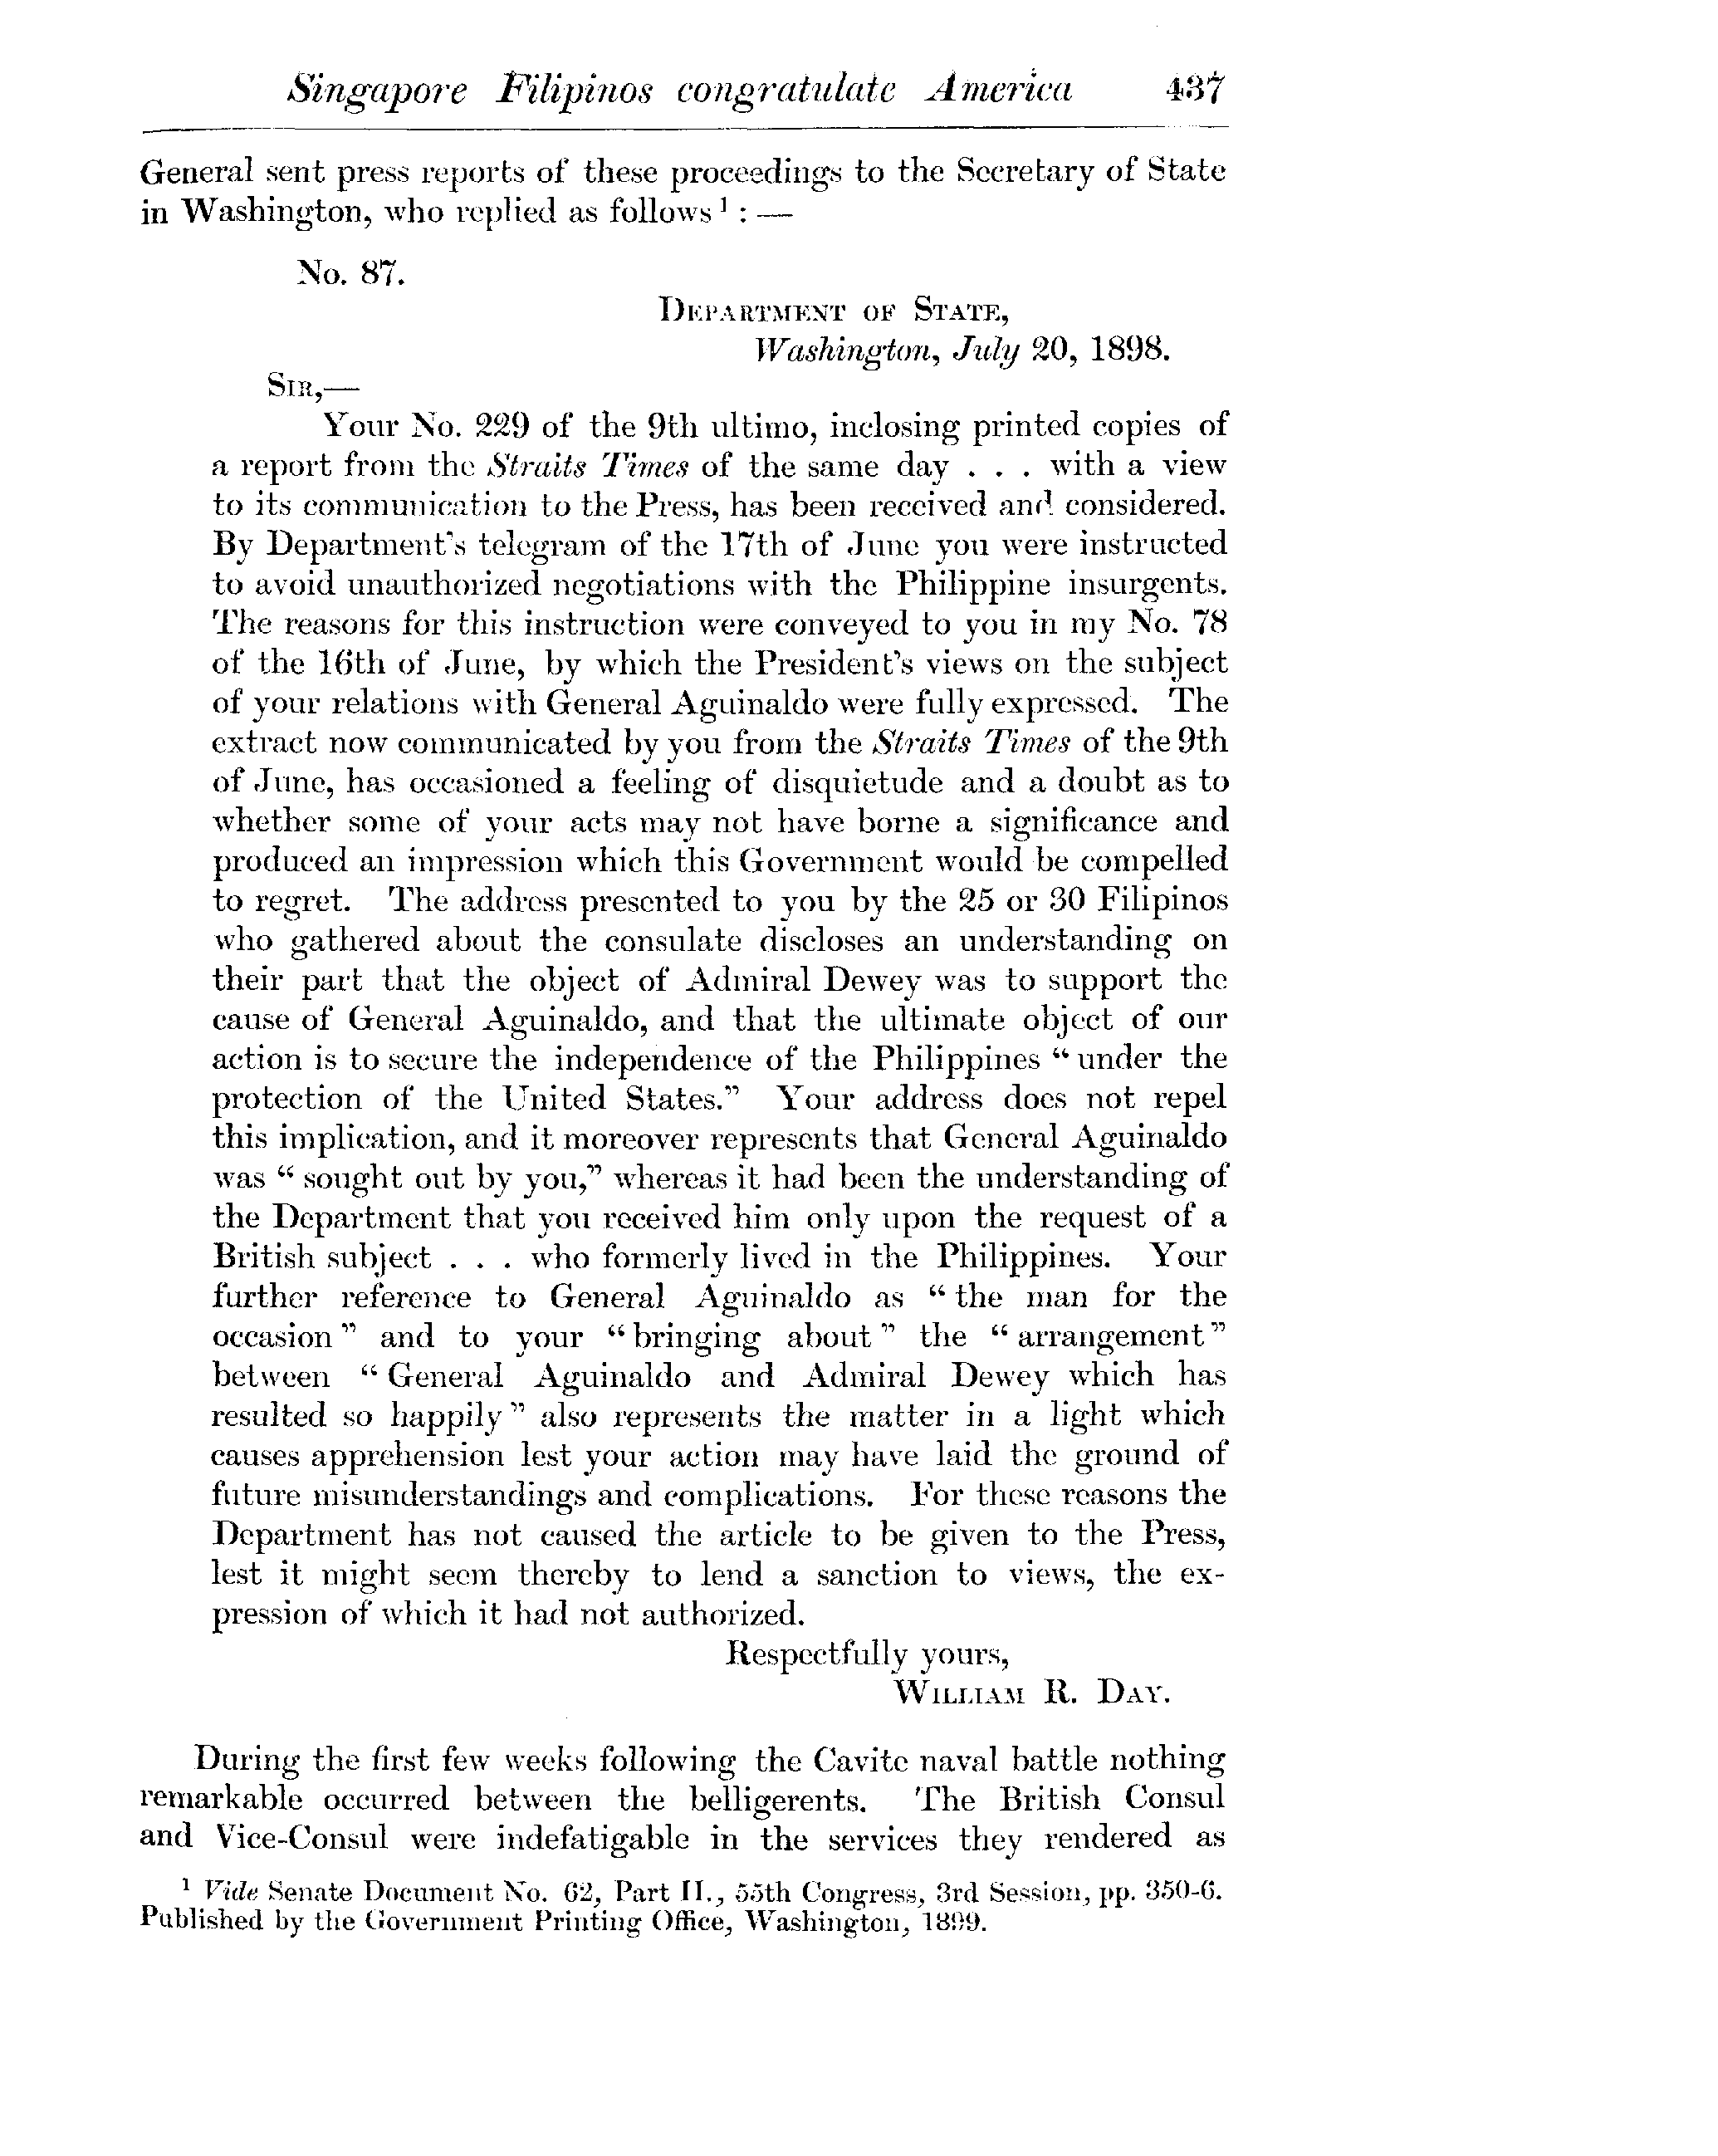 Singapore Filipinos congratulate America 437
General sent press reports of these proceedings to the Secretary of State
in Washington, who replied as follows ¹ : —
No. 87.
Department of State,
Washington, July 20, 1898.
Sir,—
Your No. 229 of the 9th ultimo, inclosing printed copies of
a report from the Straits Times of the same day . . . with a view
to its communication to the Press, has been received and considered.
By Department's telegram of the 17th of June you were instructed
to avoid unauthorized negotiations with the Philippine insurgents.
The reasons for this instruction were conveyed to you in my No. 78
of the 16th of June, by which the President's views on the subject
of your relations with General Aguinaldo were fully expressed. The
extract now communicated by you from the Straits Times of the 9th
of June, has occasioned a feeling of disquietude and a doubt as to
whether some of your acts may not have borne a significance and
produced an impression which this Government would be compelled
to regret. The address presented to you by the 25 or 30 Filipinos
who gathered about the consulate discloses an understanding on
their part that the object of Admiral Dewey was to support the
cause of General Aguinaldo, and that the ultimate object of our
action is to secure the independence of the Philippines “ under the
protection of the United States.” Your address does not repel
this implication, and it moreover represents that General Aguinaldo
was “ sought out by you,” whereas it had been the understanding of
the Department that you received him only upon the request of a
British subject . . . who formerly lived in the Philippines. Your
further reference to General Aguinaldo as “ the man for the
occasion ” and to your “ bringing about ” the “ arrangement ”
between “ General Aguinaldo and Admiral Dewey which has
resulted so happily ” also represents the matter in a light which
causes apprehension lest your action may have laid the ground of
future misunderstandings and complications. For these reasons the
Department has not caused the article to be given to the Press,
lest it might seem thereby to lend a sanction to views, the ex-
pression of which it had not authorized.
Respectfully yours,
William R. Day.
During the first few weeks following the Cavite naval battle nothing
remarkable occurred between the belligerents. The British Consul
and Vice-Consul were indefatigable in the services they rendered as
¹ Vide Senate Document No. 62, Part II., 55th Congress, 3rd Session, pp. 350-6.
Published by the Government Printing Office, Washington, 1899.